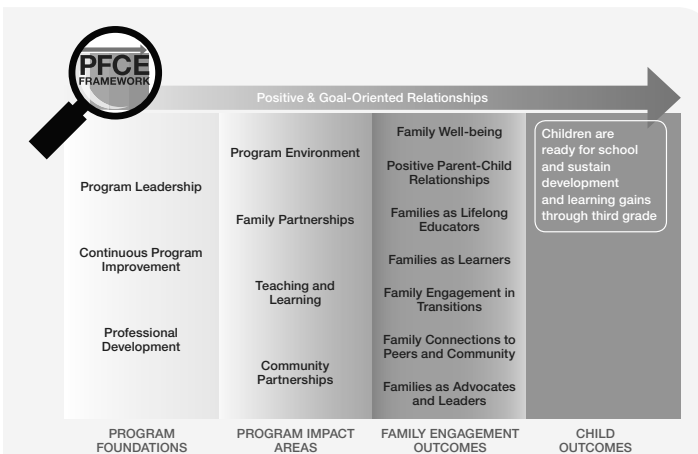 PFCE
FRAMEWORK
Positive & Goal-Oriented Relationships
Program Leadership
Continuous Program
Improvement
Professional
Development
Program Environment
Family Partnerships
Teaching and
Learning
Community
Partnerships
Family Well-being
Positive Parent-Child
Relationships
Families as Lifelong
Educators
Families as Learners
Family Engagement in
Transitions
Family Connections to
Peers and Community
Families as Advocates
and Leaders
Children are
ready for school
and sustain
development
and learning gains
through third grade
PROGRAM
FOUNDATIONS
PROGRAM IMPACT
AREAS
FAMILY ENGAGEMENT
OUTCOMES
CHILD
OUTCOMES